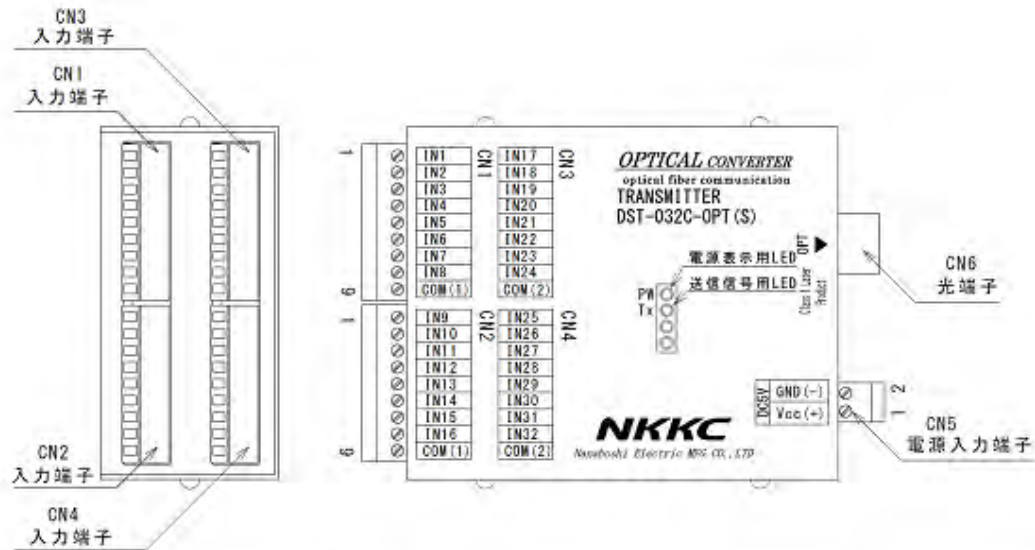 CN3
入力端子
CN1
入力端子
CN2
入力端子
CN4
入力端子
1
9
1
9
IN1
IN2
IN3
IN4
IN5
IN6
IN7
IN8
COM(1)
CN1
IN17
IN18
IN19
IN20
IN21
IN22
IN23
IN24
COM(2)
CN3
IN9
IN10
IN11
IN12
IN13
IN14
IN15
IN16
COM(1)
CN2
IN25
IN26
IN27
IN28
IN29
IN30
IN31
IN32
COM(2)
CN4
OPTICAL CONVERTER
optical fiber communication
TRANSMITTER
DST-032C-OPT(S)
電源表示用LED
送信信号用LED
PW
Tx
OPT
Class 1 Laser
Product
CN6
光端子
DC5V
GND(-)
Vcc(+)
2
1
CN5
電源入力端子
NKKC
Nanaboshi Electric MFG CO.,LTD